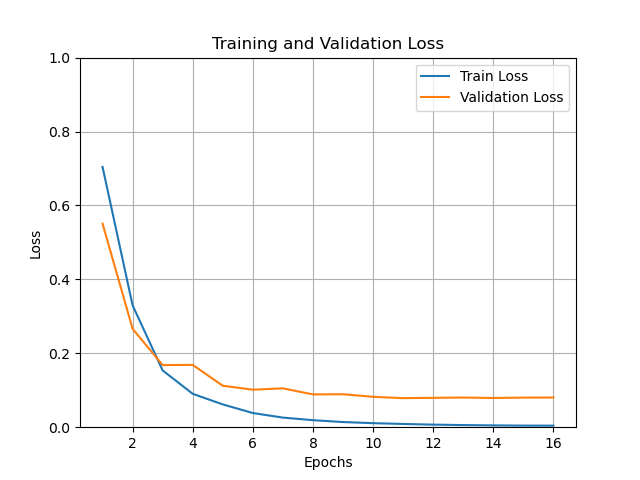 Training and Validation Loss
1.0
0.8
0.6
0.4
0.2
0.0
Loss
Train Loss
Validation Loss
2 4 6 8 10 12 14 16
Epochs